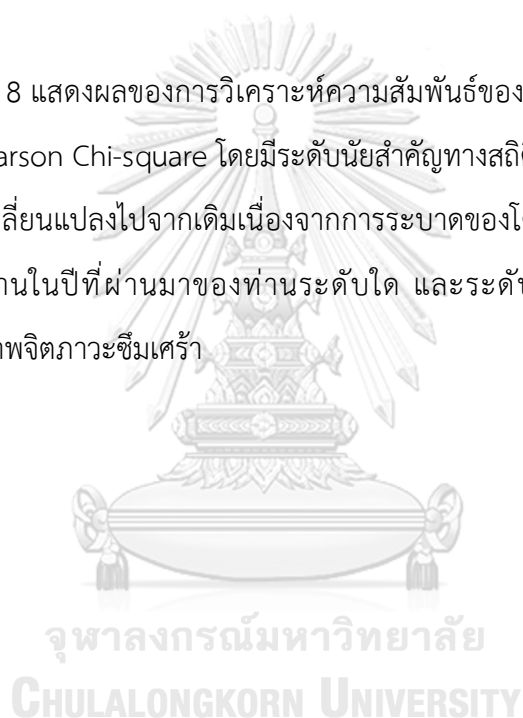 8 แสดงผลของการวิเคราะห์ความสัมพันธ์ของ
arson Chi-square โดยมีระดับนัยสำคัญทางสถิติ
ลี่ยนแปลงไปจากเดิมเนื่องจากการระบาดของโ
านในปีที่ผ่านมาของท่านระดับใด และระดับ
าพจิตภาวะซึมเศร้า
จุฬาลงกรณ์มหาวิทยาลัย
CHULALONGKORN UNIVERSITY